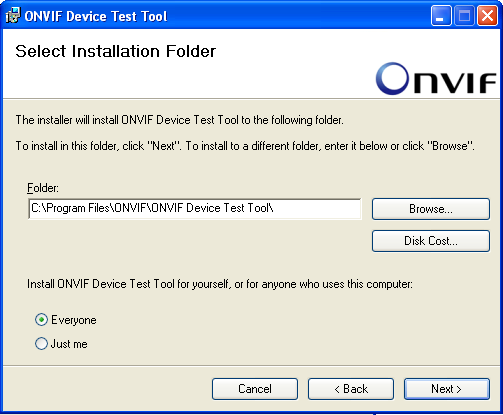 ONVIF Device Test Tool
Select Installation Folder
Onvif
The installer will install ONVIF Device Test Tool to the following folder.
To install in this folder, click "Next". To install to a different folder, enter it below or click "Browse".
Folder:
C:\Program Files\ONVIF\ONVIF Device Test Tool\
Browse...
Disk Cost...
Install ONVIF Device Test Tool for yourself, or for anyone who uses this computer:
Everyone
Just me
Cancel
< Back
Next >